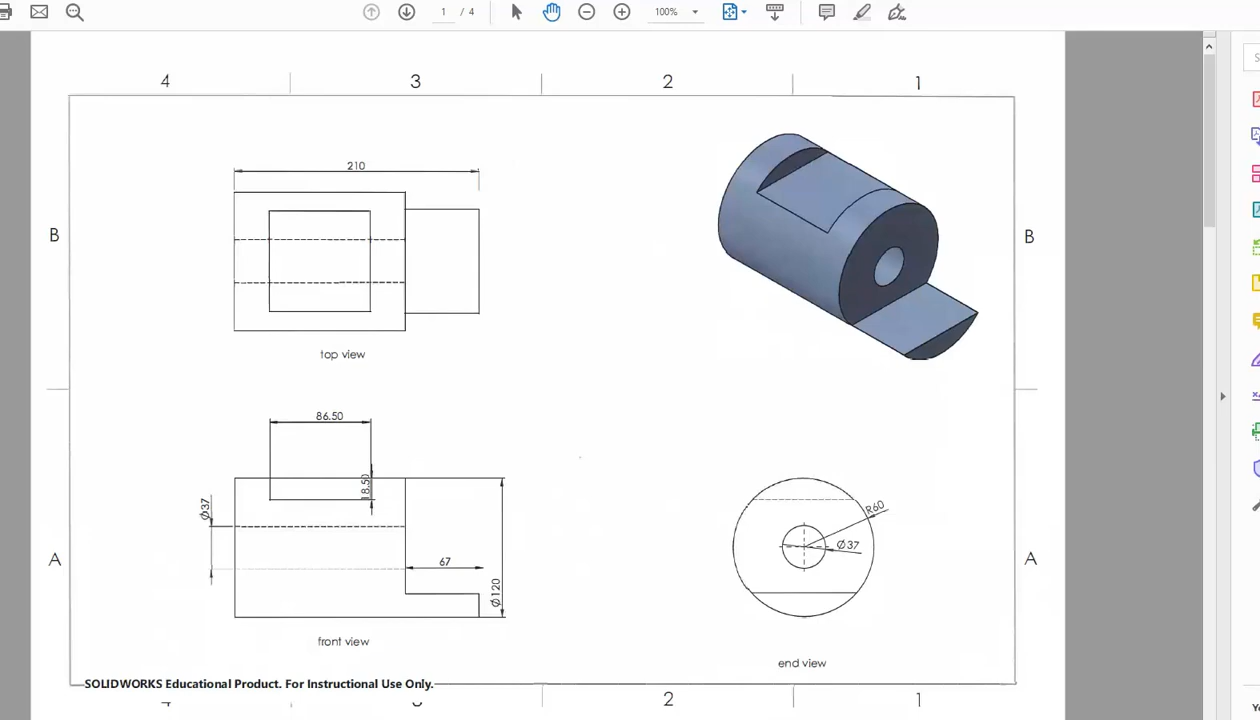 1 / 4 100%
4 3 2 1
210
B B
top view
86.50
18.50
Ø37
R60
Ø37
A A
67
Ø120
front view
end view
SOLIDWORKS Educational Product. For Instructional Use Only.
2 1